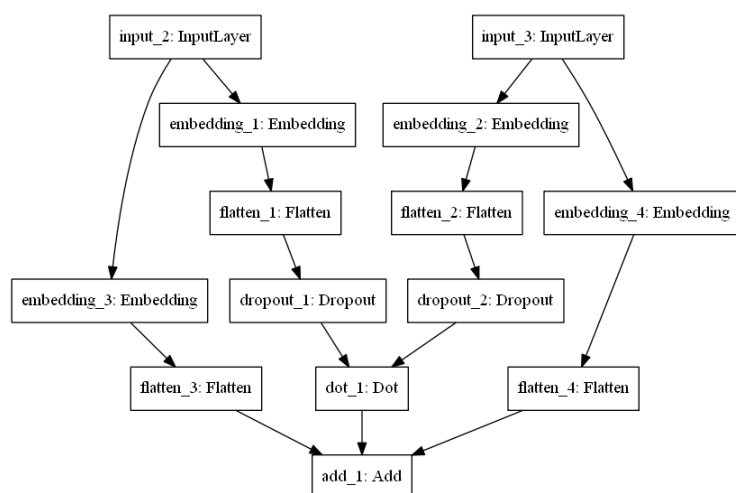 input_2: InputLayer
input_3: InputLayer
embedding_1: Embedding
embedding_2: Embedding
flatten_1: Flatten
flatten_2: Flatten
embedding_4: Embedding
embedding_3: Embedding
dropout_1: Dropout
dropout_2: Dropout
flatten_3: Flatten
dot_1: Dot
flatten_4: Flatten
add_1: Add